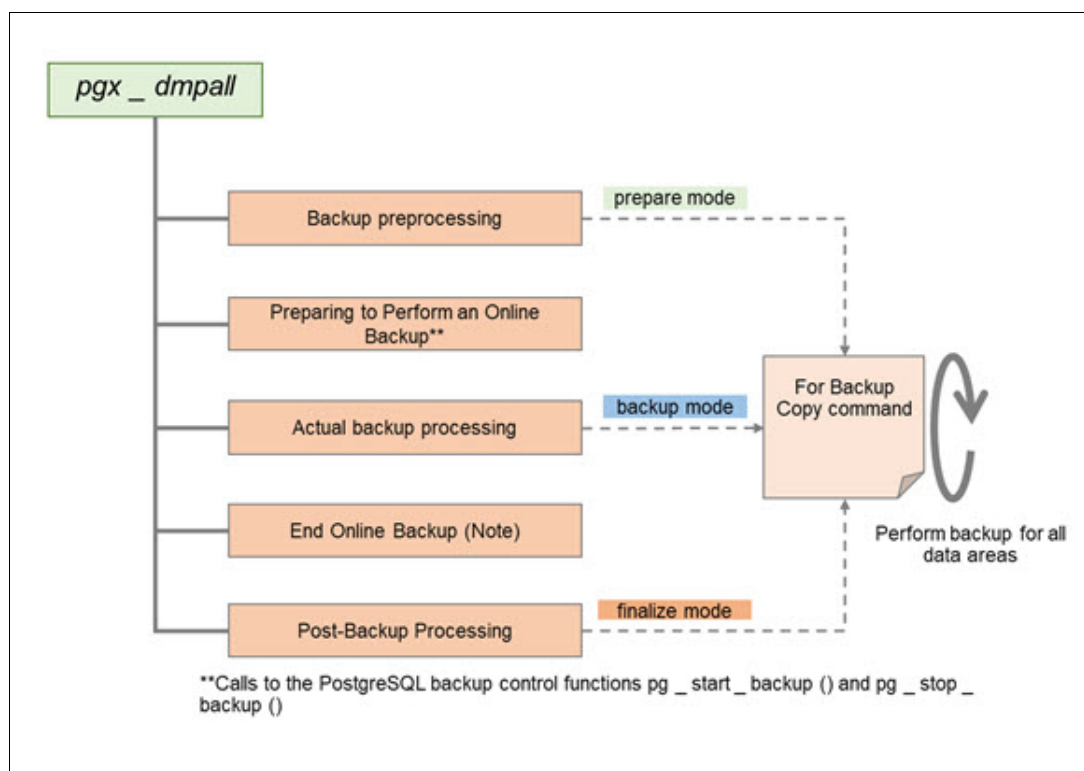 pgx _ dmpall
Backup preprocessing
prepare mode
Preparing to Perform an Online
Backup**
For Backup
Copy command
Actual backup processing
backup mode
End Online Backup (Note)
Perform backup for all
data areas
Post-Backup Processing
finalize mode
**Calls to the PostgreSQL backup control functions pg _ start _ backup () and pg _ stop _
backup ()